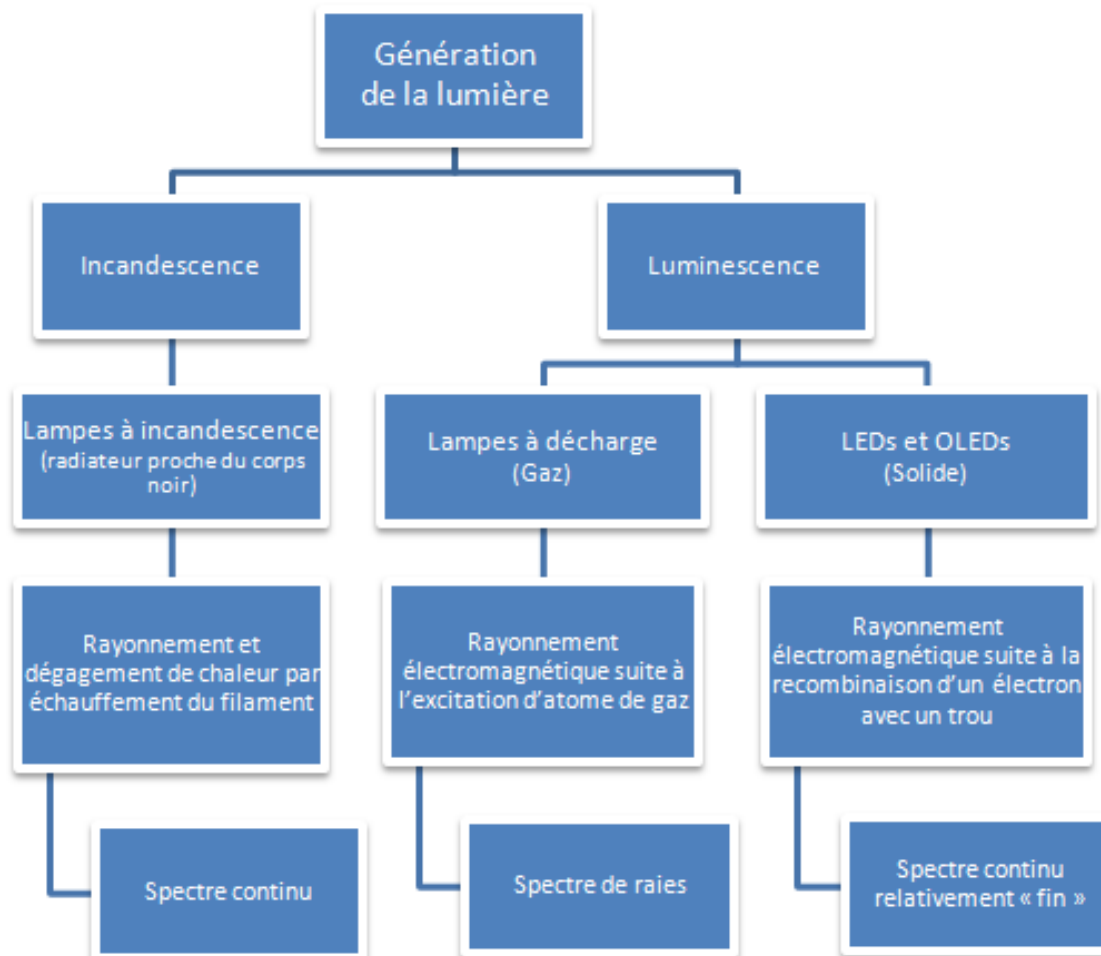 Génération
de la lumière
Incandescence
Luminescence
Lampes à incandescence
(radiateur proche du corps
noir)
Lampes à décharge
(Gaz)
LEDs et OLEDs
(Solide)
Rayonnement et
dégagement de chaleur par
échauffement du filament
Rayonnement
électromagnétique suite à
l’excitation d’atome de gaz
Rayonnement
électromagnétique suite à la
recombinaison d’un électron
avec un trou
Spectre continu
Spectre de raies
Spectre continu
relativement « fin »